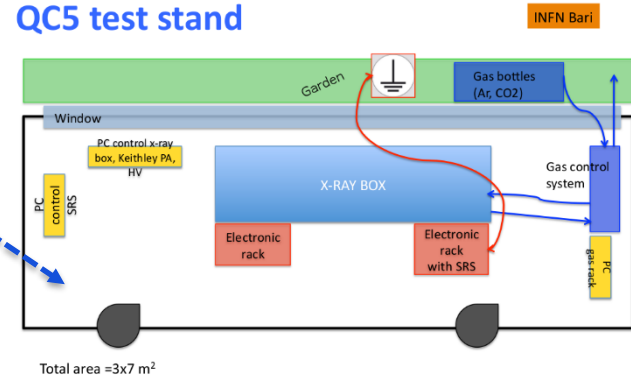 QC5 test stand
INFN Bari
Garden
Gas bottles
(Ar, CO2)
Window
PC control x-ray
box, Keithley PA,
HV
PC
control
SRS
X-RAY BOX
Gas control
system
Electronic
rack
Electronic
rack
with SRS
PC
gas rack
Total area =3x7 m²